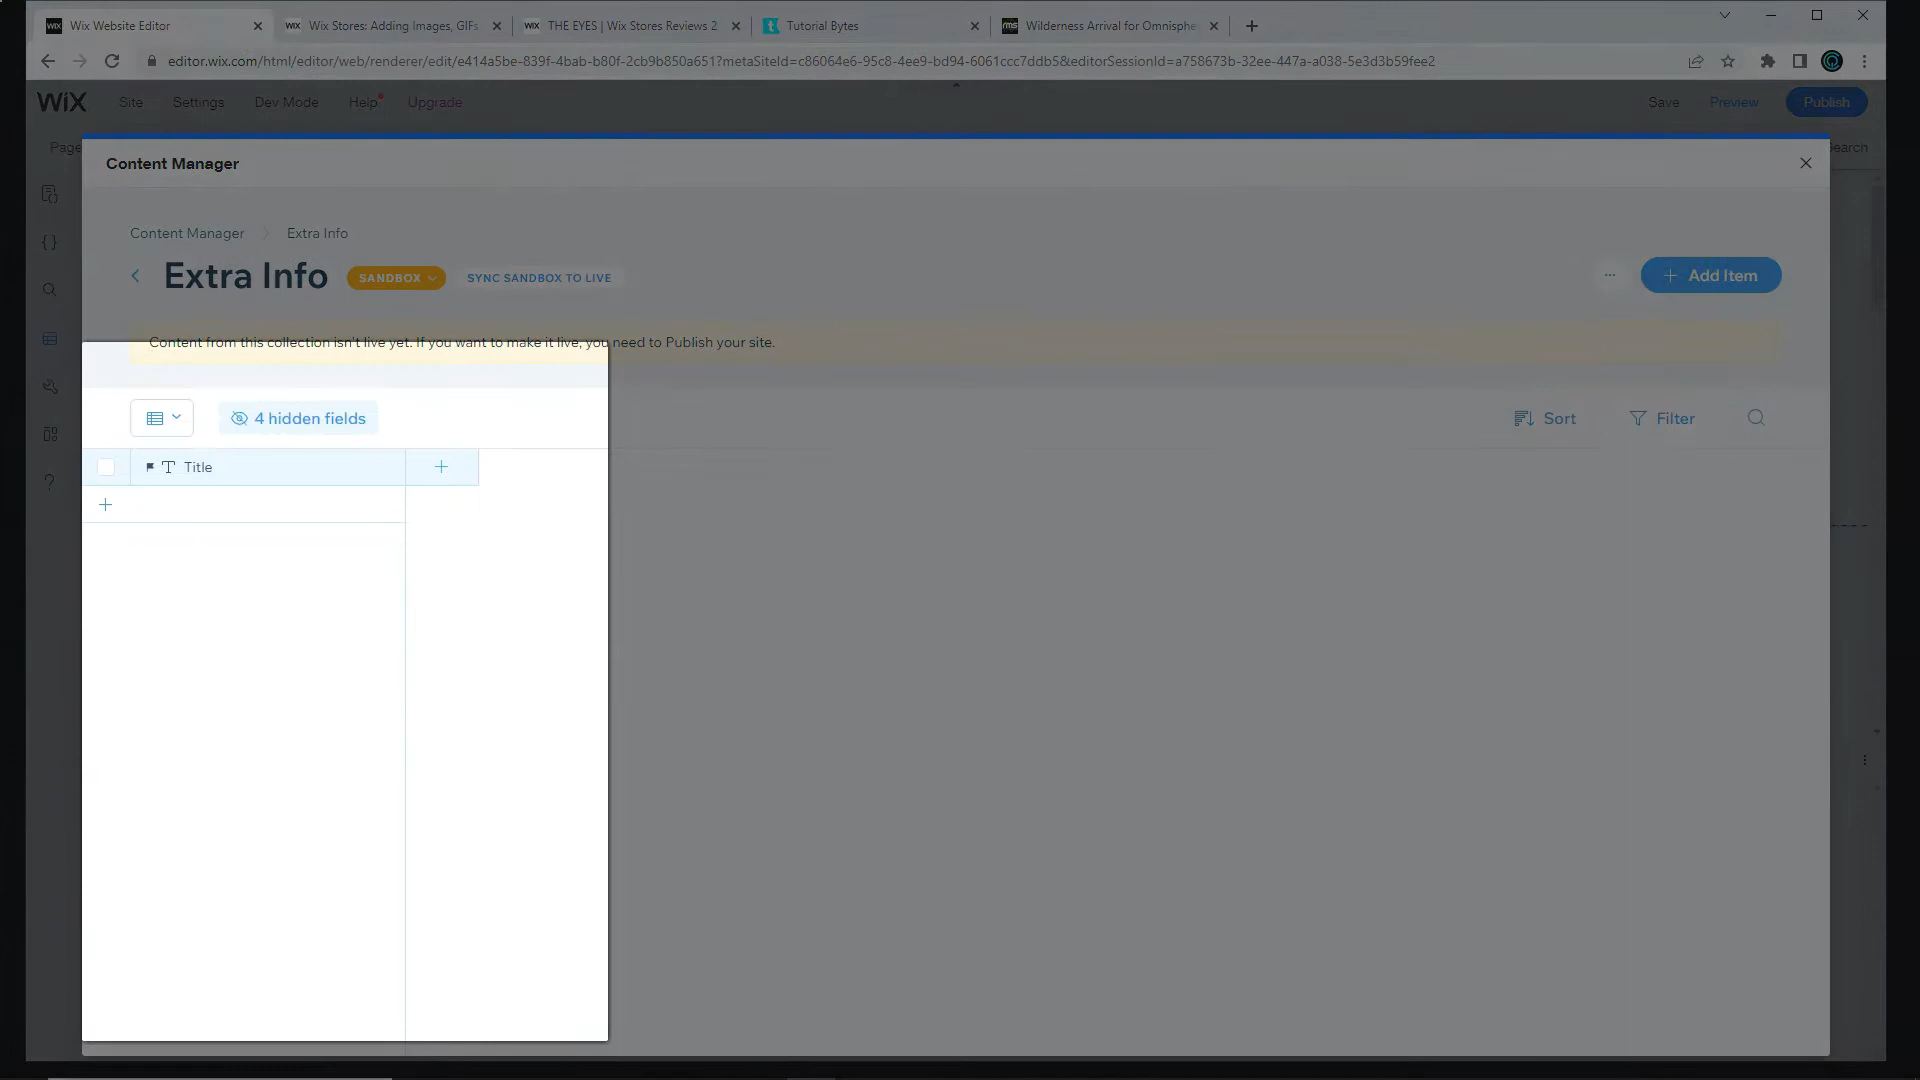 Wix Website Editor
Wix Stores: Adding Images, GIFs
THE EYES | Wix Stores Reviews 2
Tutorial Bytes
Wilderness Arrival for Omnisphe
editor.wix.com/html/editor/web/renderer/edit/e414a5be-839f-4bab-b80f-2cb9b850a651?metaSiteId=c86064e6-95c8-4ee9-bd94-6061ccc7ddb5&editorSessionId=a758673b-32ee-447a-a038-5e3d3b59fee2
WiX Site Settings Dev Mode Help Upgrade Save Preview Publish
Page Search
Content Manager
Content Manager Extra Info
Extra Info SANDBOX SYNC SANDBOX TO LIVE ... + Add Item
Content from this collection isn't live yet. If you want to make it live, you need to Publish your site.
4 hidden fields Sort Filter
Title